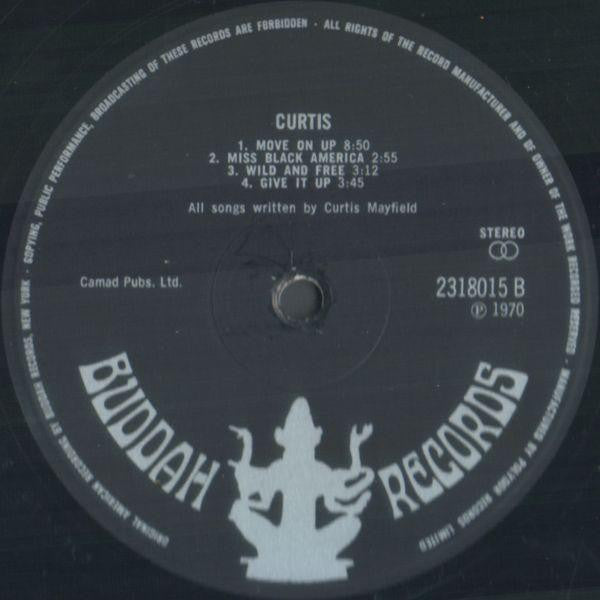 ORIGINAL AMERICAN RECORDING BY BUDDAH RECORDS, NEW YORK · COPYING, PUBLIC PERFORMANCE, BROADCASTING OF THESE RECORDS ARE FORBIDDEN · ALL RIGHTS OF THE RECORD MANUFACTURER AND OF OWNER OF THE WORK RECORDED RESERVED · MANUFACTURED BY POLYDOR RECORDS LIMITED
CURTIS
1. MOVE ON UP 8:50
2. MISS BLACK AMERICA 2:55
3. WILD AND FREE 3:12
4. GIVE IT UP 3:45
All songs written by Curtis Mayfield
STEREO
Camad Pubs. Ltd.
2318015 B
℗ 1970
BUDDAH RECORDS